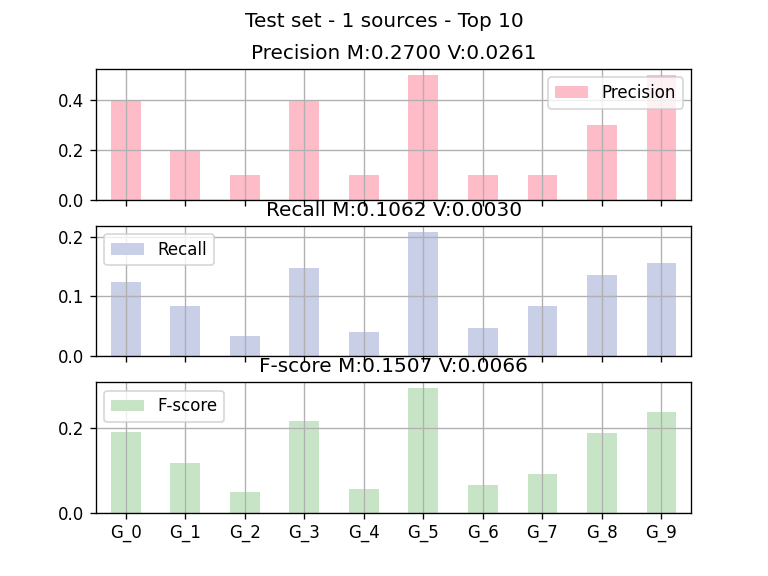 Test set - 1 sources - Top 10
Precision M:0.2700 V:0.0261
0.4
0.2
0.0
Precision
Recall M:0.1062 V:0.0030
0.2
0.1
0.0
Recall
F-score M:0.1507 V:0.0066
0.2
0.0
F-score
G_0 G_1 G_2 G_3 G_4 G_5 G_6 G_7 G_8 G_9